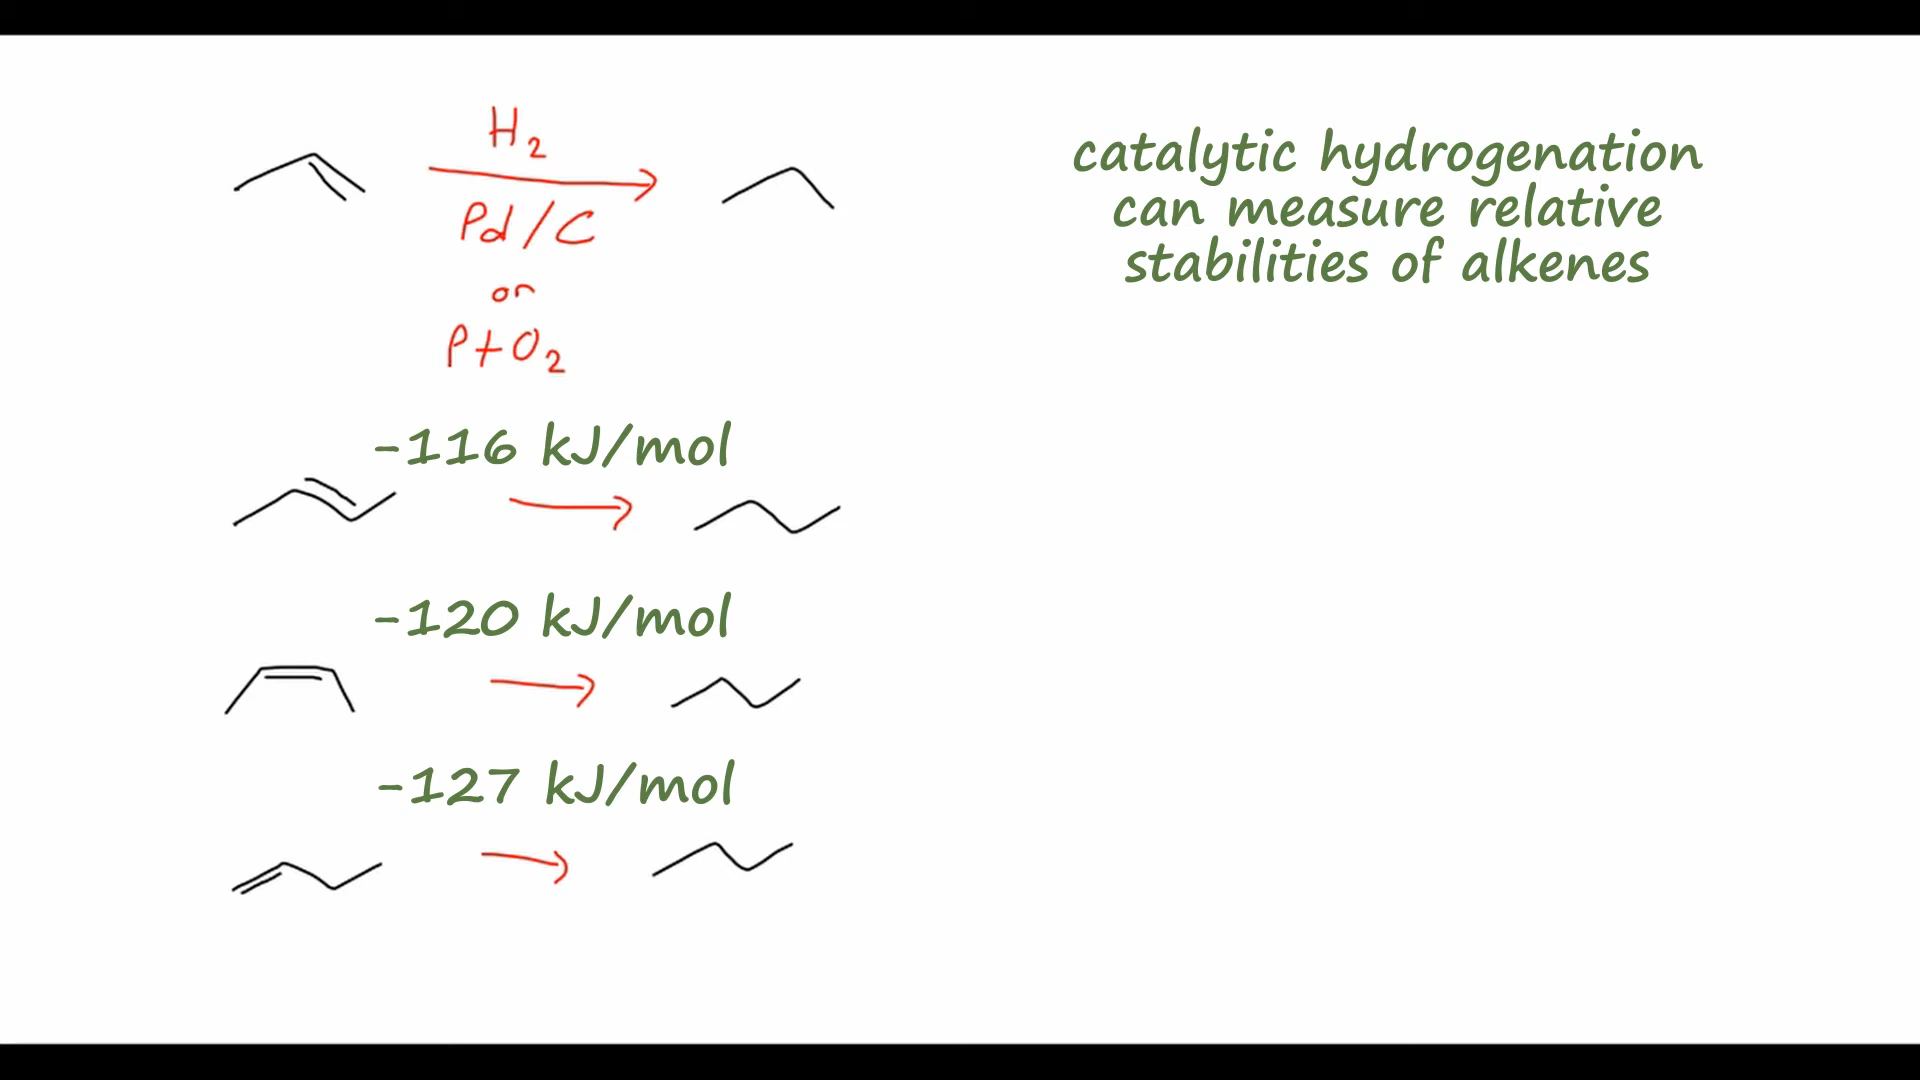 H2
Pd/C
or
PtO2
catalytic hydrogenation
can measure relative
stabilities of alkenes
-116 kJ/mol
-120 kJ/mol
-127 kJ/mol